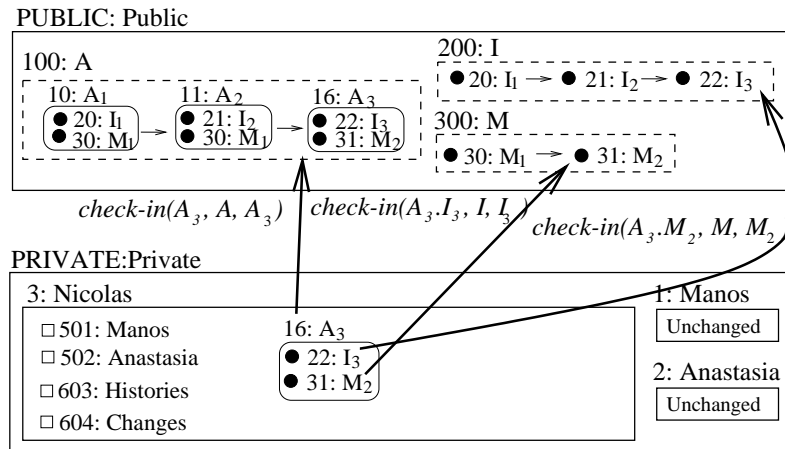 PUBLIC: Public
100: A
10: A1
20: I1
30: M1
11: A2
21: I2
30: M1
16: A3
22: I3
31: M2
200: I
20: I1
21: I2
22: I3
300: M
30: M1
31: M2
check-in(A3, A, A3)
check-in(A3.I3, I, I3)
check-in(A3.M2, M, M2
PRIVATE:Private
3: Nicolas
501: Manos
502: Anastasia
603: Histories
604: Changes
16: A3
22: I3
31: M2
1: Manos
Unchanged
2: Anastasia
Unchanged